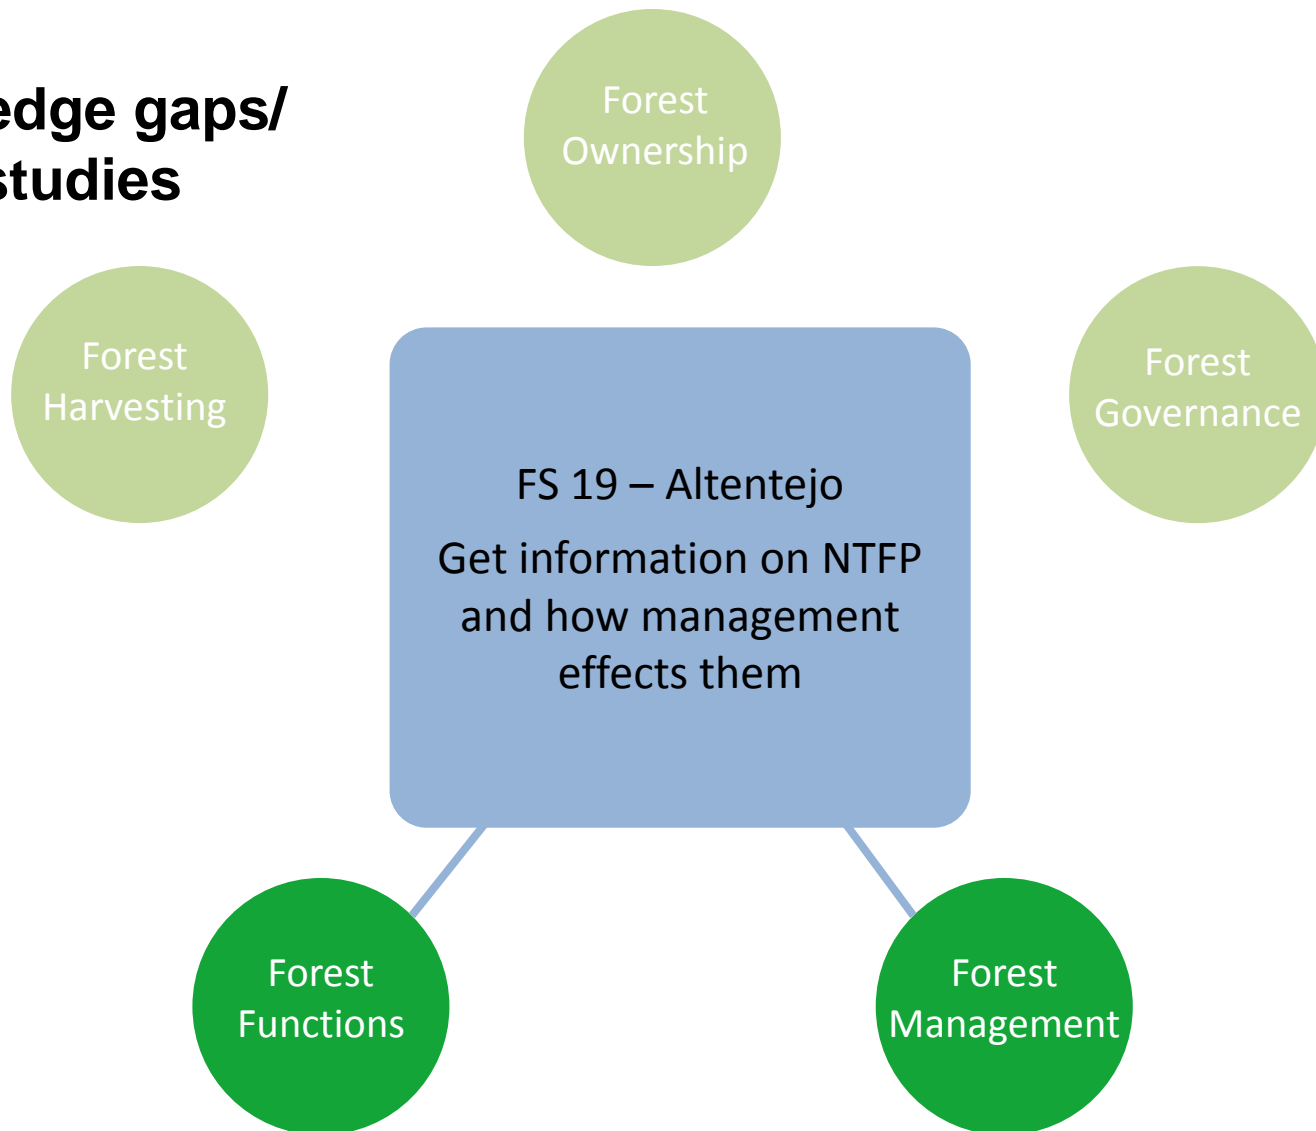 edge gaps/
studies
Forest
Ownership
Forest
Harvesting
Forest
Governance
FS 19 – Altentejo
Get information on NTFP
and how management
effects them
Forest
Functions
Forest
Management